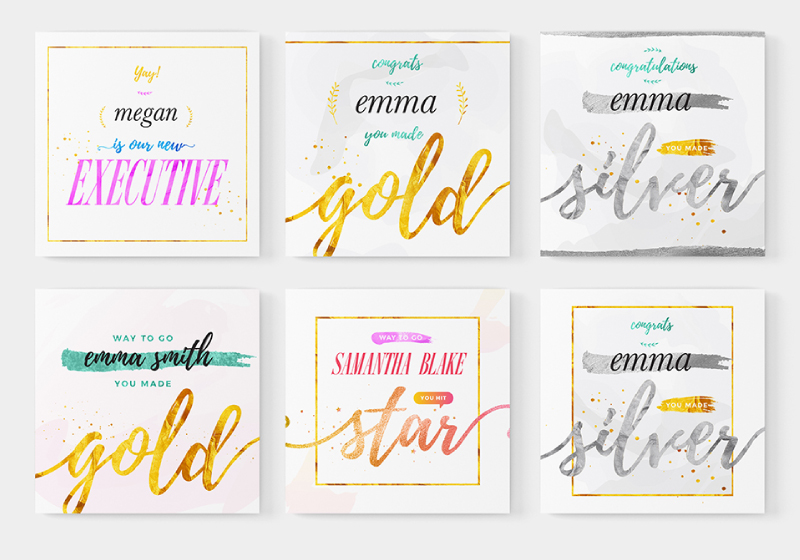 Yay!
megan
is our new
EXECUTIVE
congrats
emma
you made
gold
congratulations
emma
YOU MADE
silver
WAY TO GO
emma smith
YOU MADE
gold
WAY TO GO
SAMANTHA BLAKE
YOU HIT
star
congrats
emma
YOU MADE
silver